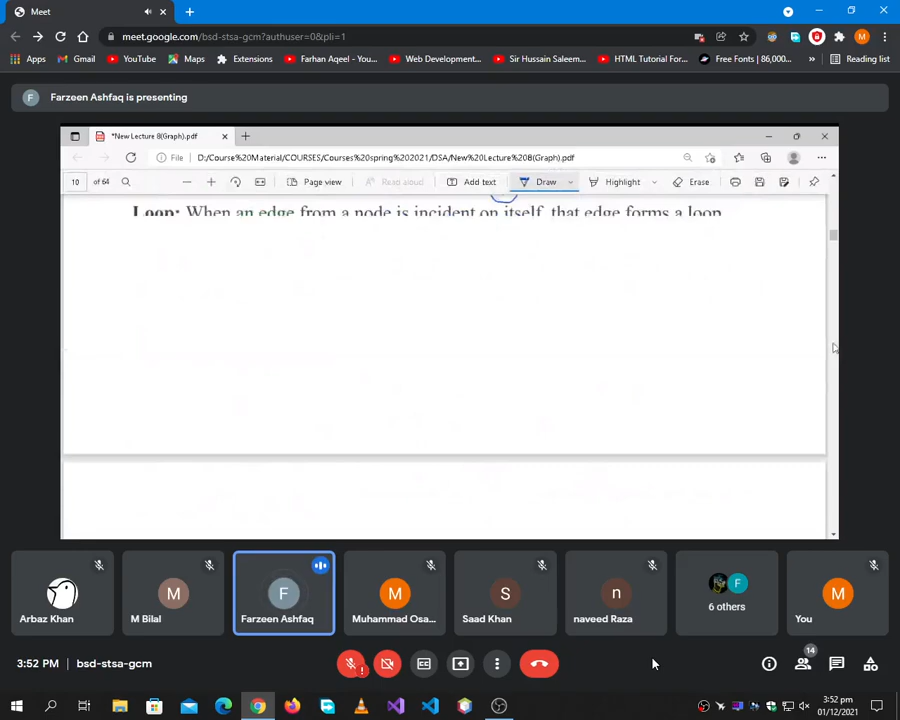 Meet
meet.google.com/bsd-stsa-gcm?authuser=0&pli=1
M
Apps
Gmail
YouTube
Maps
Extensions
Farhan Aqeel - You...
Web Development...
Sir Hussain Saleem...
HTML Tutorial For...
Free Fonts | 86,000...
»
Reading list
F
Farzeen Ashfaq is presenting
*New Lecture 8(Graph).pdf
File
D:/Course%20Material/COURSES/Courses%20spring%202021/DSA/New%20Lecture%208(Graph).pdf
10
of 64
Page view
Read aloud
Add text
Draw
Highlight
Erase
Loop: When an edge from a node is incident on itself, that edge forms a loop
Arbaz Khan
M
M Bilal
F
Farzeen Ashfaq
M
Muhammad Osa...
S
Saad Khan
n
naveed Raza
F
6 others
M
You
3:52 PM
bsd-stsa-gcm
14
3:52 pm
01/12/2021